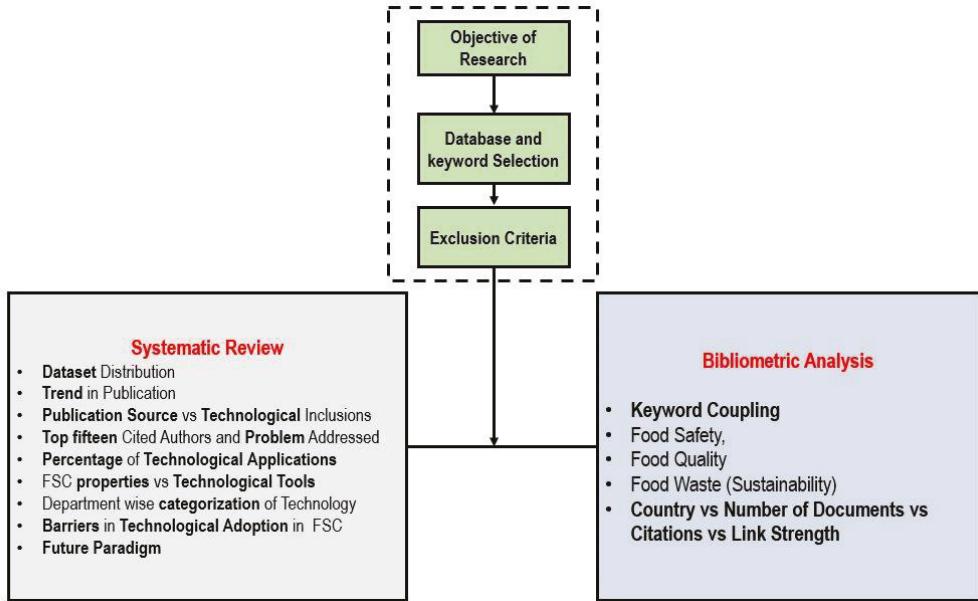 Objective of
Research
Database and
keyword Selection
Exclusion Criteria
Systematic Review
• Dataset Distribution
• Trend in Publication
• Publication Source vs Technological Inclusions
• Top fifteen Cited Authors and Problem Addressed
• Percentage of Technological Applications
• FSC properties vs Technological Tools
• Department wise categorization of Technology
• Barriers in Technological Adoption in FSC
• Future Paradigm
Bibliometric Analysis
• Keyword Coupling
• Food Safety,
• Food Quality
• Food Waste (Sustainability)
• Country vs Number of Documents vs
Citations vs Link Strength